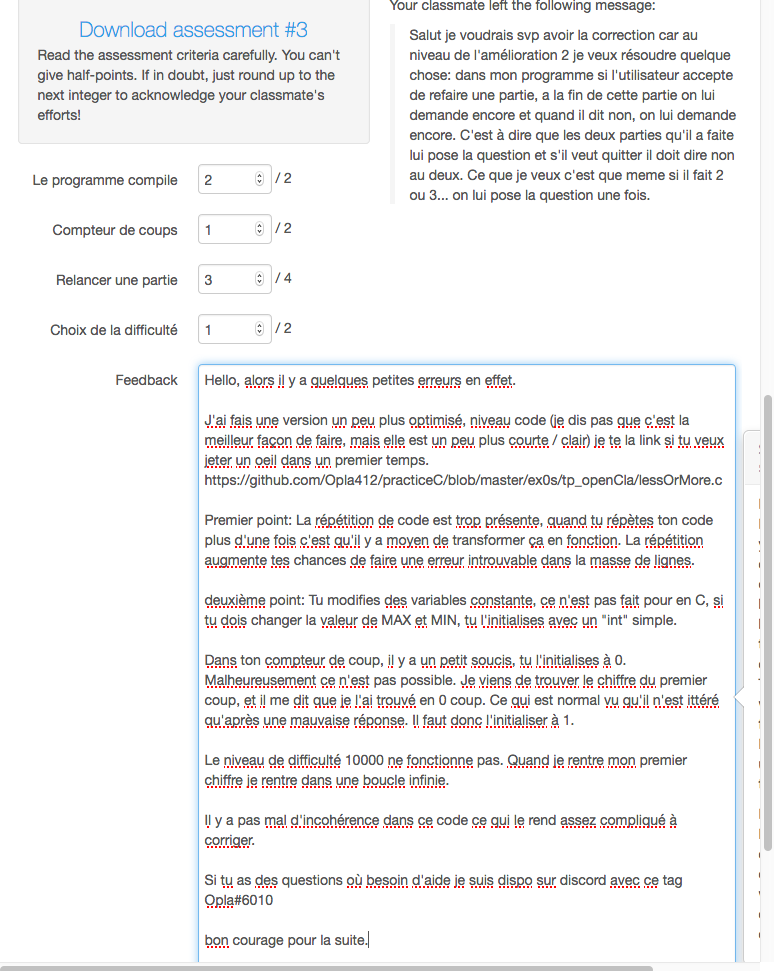 Your classmate left the following message:
Download assessment #3
Read the assessment criteria carefully. You can't
give half-points. If in doubt, just round up to the
next integer to acknowledge your classmate's
efforts!
Salut je voudrais svp avoir la correction car au
niveau de l'amélioration 2 je veux résoudre quelque
chose: dans mon programme si l'utilisateur accepte
de refaire une partie, a la fin de cette partie on lui
demande encore et quand il dit non, on lui demande
encore. C'est à dire que les deux parties qu'il a faite
lui pose la question et s'il veut quitter il doit dire non
au deux. Ce que je veux c'est que meme si il fait 2
ou 3... on lui pose la question une fois.
Le programme compile 2 / 2
Compteur de coups 1 / 2
Relancer une partie 3 / 4
Choix de la difficulté 1 / 2
Feedback
Hello, alors il y a quelques petites erreurs en effet.
J'ai fais une version un peu plus optimisé, niveau code (je dis pas que c'est la
meilleur façon de faire, mais elle est un peu plus courte / clair) je te la link si tu veux
jeter un oeil dans un premier temps.
https://github.com/Opla412/practiceC/blob/master/ex0s/tp_openCla/lessOrMore.c
Premier point: La répétition de code est trop présente, quand tu répètes ton code
plus d'une fois c'est qu'il y a moyen de transformer ça en fonction. La répétition
augmente tes chances de faire une erreur introuvable dans la masse de lignes.
deuxième point: Tu modifies des variables constante, ce n'est pas fait pour en C, si
tu dois changer la valeur de MAX et MIN, tu l'initialises avec un "int" simple.
Dans ton compteur de coup, il y a un petit soucis, tu l'initialises à 0.
Malheureusement ce n'est pas possible. Je viens de trouver le chiffre du premier
coup, et il me dit que je l'ai trouvé en 0 coup. Ce qui est normal vu qu'il n'est ittéré
qu'après une mauvaise réponse. Il faut donc l'initialiser à 1.
Le niveau de difficulté 10000 ne fonctionne pas. Quand je rentre mon premier
chiffre je rentre dans une boucle infinie.
Il y a pas mal d'incohérence dans ce code ce qui le rend assez compliqué à
corriger.
Si tu as des questions où besoin d'aide je suis dispo sur discord avec ce tag
Opla#6010
bon courage pour la suite.